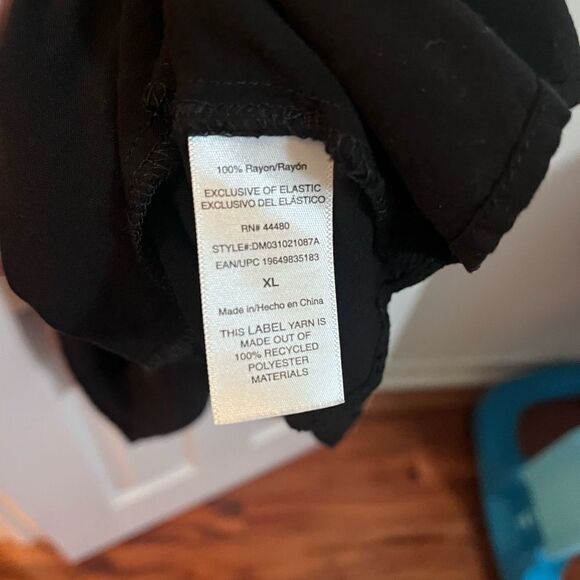 100% Rayon/Rayón
EXCLUSIVE OF ELASTIC
EXCLUSIVO DEL ELÁSTICO
RN# 44480
STYLE#:DM031021087A
EAN/UPC 19649835183
XL
Made in/Hecho en China
THIS LABEL YARN IS
MADE OUT OF
100% RECYCLED
POLYESTER
MATERIALS